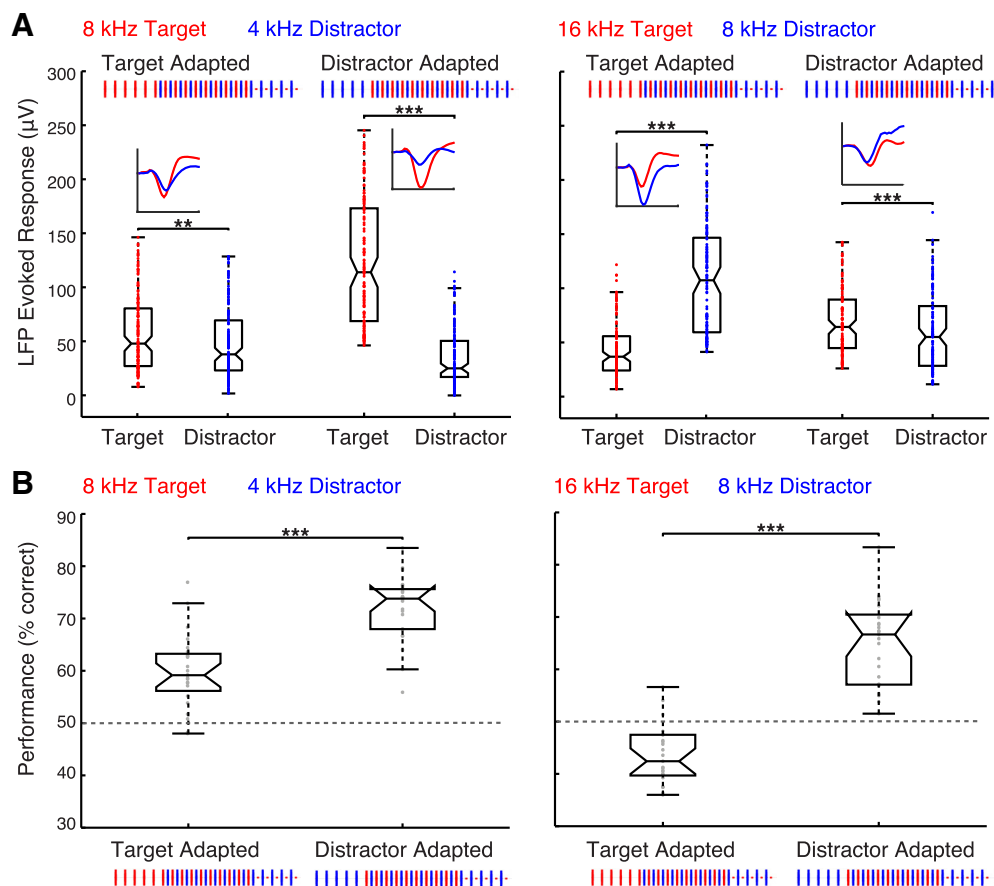 A
8 kHz Target 4 kHz Distractor 16 kHz Target 8 kHz Distractor
Target Adapted Distractor Adapted Target Adapted Distractor Adapted
LFP Evoked Response (µV)
300
250
200
150
100
50
0
** *** *** ***
Target Distractor Target Distractor Target Distractor Target Distractor
B
8 kHz Target 4 kHz Distractor 16 kHz Target 8 kHz Distractor
Performance (% correct)
90
80
70
60
50
40
30
*** ***
Target Adapted Distractor Adapted Target Adapted Distractor Adapted